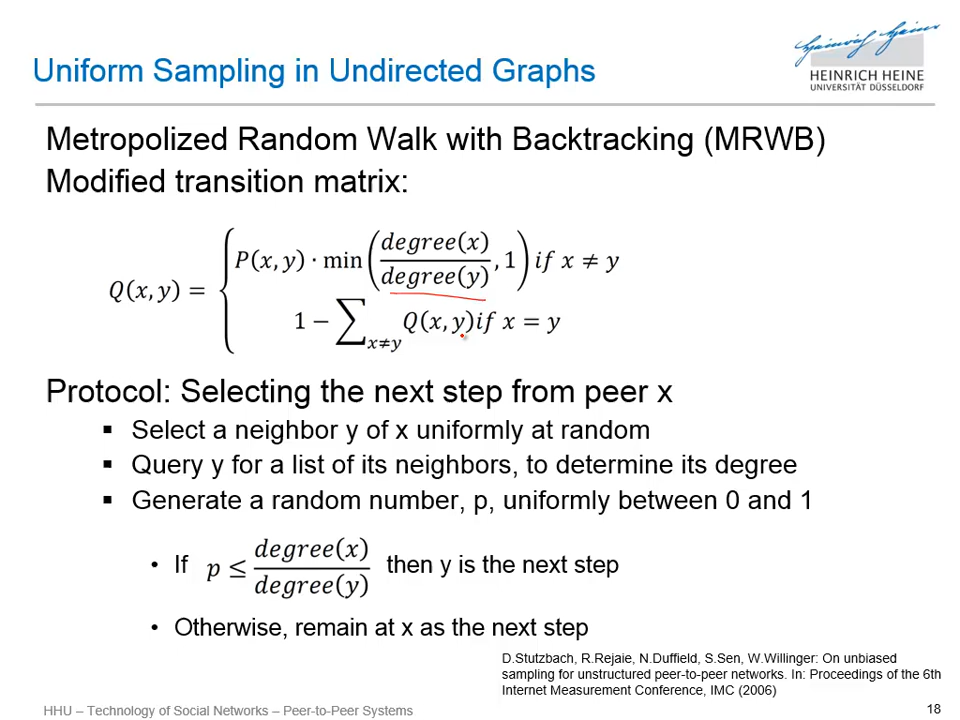 Uniform Sampling in Undirected Graphs
Heinrich Heine
HEINRICH HEINE
UNIVERSITÄT DÜSSELDORF
Metropolized Random Walk with Backtracking (MRWB)
Modified transition matrix:
Q(x, y) = { P(x, y) · min (degree(x)/degree(y), 1) if x ≠ y
1 − ∑x≠y Q(x, y) if x = y
Protocol: Selecting the next step from peer x
▪ Select a neighbor y of x uniformly at random
▪ Query y for a list of its neighbors, to determine its degree
▪ Generate a random number, p, uniformly between 0 and 1
• If p ≤ degree(x)/degree(y) then y is the next step
• Otherwise, remain at x as the next step
D.Stutzbach, R.Rejaie, N.Duffield, S.Sen, W.Willinger: On unbiased
sampling for unstructured peer-to-peer networks. In: Proceedings of the 6th
Internet Measurement Conference, IMC (2006)
HHU – Technology of Social Networks – Peer-to-Peer Systems
18